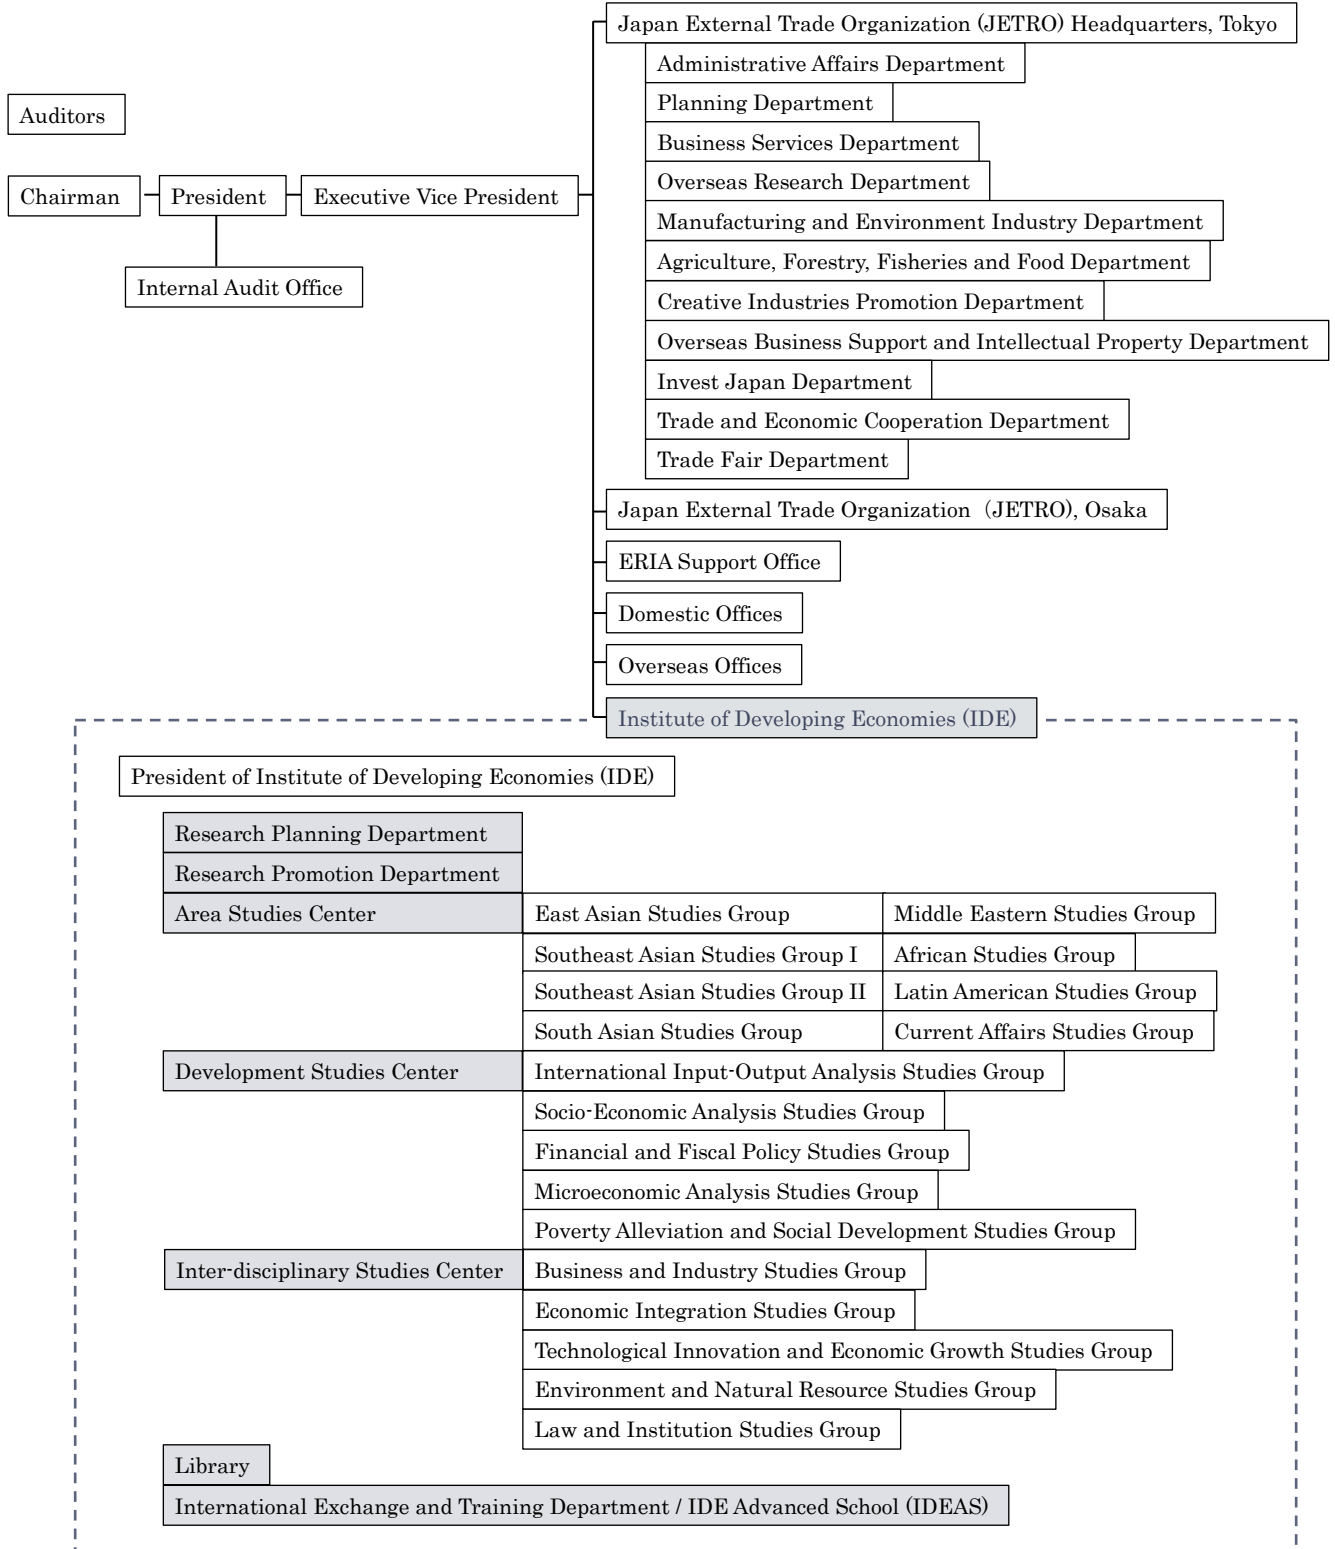 Japan External Trade Organization (JETRO) Headquarters, Tokyo
Administrative Affairs Department
Planning Department
Business Services Department
Overseas Research Department
Manufacturing and Environment Industry Department
Agriculture, Forestry, Fisheries and Food Department
Creative Industries Promotion Department
Overseas Business Support and Intellectual Property Department
Invest Japan Department
Trade and Economic Cooperation Department
Trade Fair Department
Auditors
Chairman
President
Executive Vice President
Internal Audit Office
Japan External Trade Organization (JETRO), Osaka
ERIA Support Office
Domestic Offices
Overseas Offices
Institute of Developing Economies (IDE)
President of Institute of Developing Economies (IDE)
Research Planning Department
Research Promotion Department
Area Studies Center
East Asian Studies Group
Middle Eastern Studies Group
Southeast Asian Studies Group I
African Studies Group
Southeast Asian Studies Group II
Latin American Studies Group
South Asian Studies Group
Current Affairs Studies Group
Development Studies Center
International Input-Output Analysis Studies Group
Socio-Economic Analysis Studies Group
Financial and Fiscal Policy Studies Group
Microeconomic Analysis Studies Group
Poverty Alleviation and Social Development Studies Group
Inter-disciplinary Studies Center
Business and Industry Studies Group
Economic Integration Studies Group
Technological Innovation and Economic Growth Studies Group
Environment and Natural Resource Studies Group
Law and Institution Studies Group
Library
International Exchange and Training Department / IDE Advanced School (IDEAS)